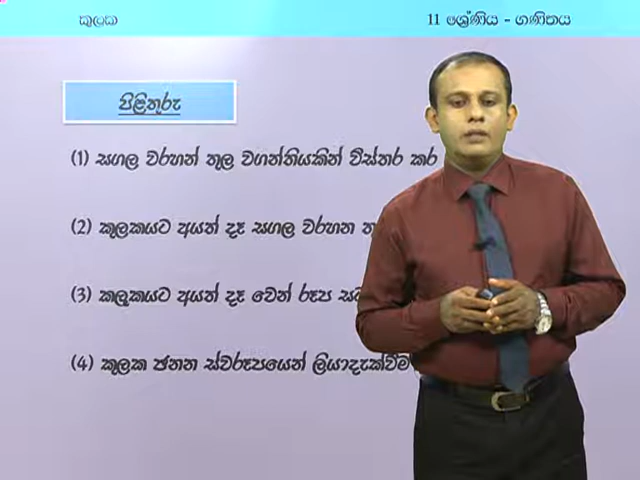 කුලක
11 ශ්‍රේණිය - ගණිතය
පිළිතුරු
(1) සගල වරහන් තුල වගන්තියකින් විස්තර කර
(2) කුලකයට අයත් දෑ සගල වරහන
(3) කුලකයට අයත් දෑ වෙන් රූප
(4) කුලක ජනන ස්වරූපයෙන් ලියාදැක්වීම